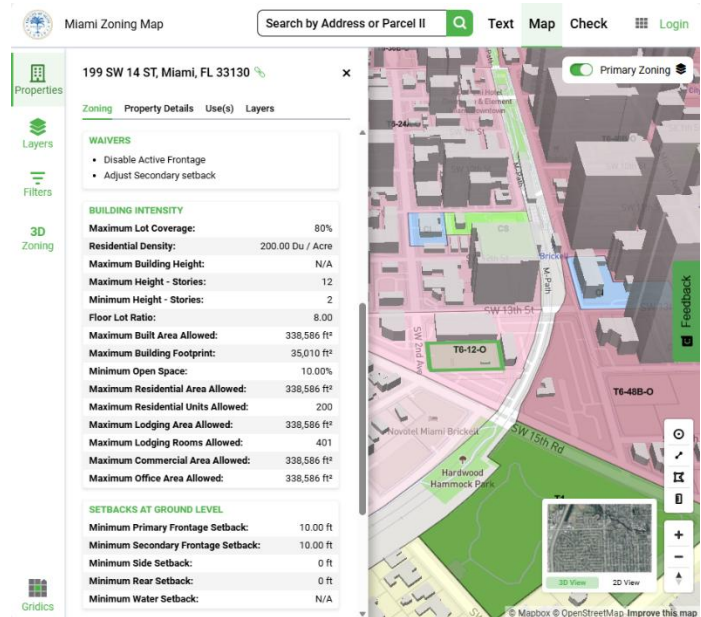 Miami Zoning Map
Search by Address or Parcel II
Text Map Check
Login
Properties
Layers
Filters
3D
Zoning
Gridics
199 SW 14 ST, Miami, FL 33130
×
Zoning Property Details Use(s) Layers
WAIVERS
• Disable Active Frontage
• Adjust Secondary setback
BUILDING INTENSITY
Maximum Lot Coverage: 80%
Residential Density: 200.00 Du / Acre
Maximum Building Height: N/A
Maximum Height - Stories: 12
Minimum Height - Stories: 2
Floor Lot Ratio: 8.00
Maximum Built Area Allowed: 338,586 ft²
Maximum Building Footprint: 35,010 ft²
Minimum Open Space: 10.00%
Maximum Residential Area Allowed: 338,586 ft²
Maximum Residential Units Allowed: 200
Maximum Lodging Area Allowed: 338,586 ft²
Maximum Lodging Rooms Allowed: 401
Maximum Commercial Area Allowed: 338,586 ft²
Maximum Office Area Allowed: 338,586 ft²
SETBACKS AT GROUND LEVEL
Minimum Primary Frontage Setback: 10.00 ft
Minimum Secondary Frontage Setback: 10.00 ft
Minimum Side Setback: 0 ft
Minimum Rear Setback: 0 ft
Minimum Water Setback: N/A
Primary Zoning
& Element
M-Path
CI
CS
Brickell
CI
M-Path
SW 13th St
SW 2nd Ave
T6-12-O
T6-48B-O
Novotel Miami Brickell
SW 15th Rd
Hardwood
Hammock Park
T1
Feedback
+
−
3D View 2D View
© Mapbox © OpenStreetMap Improve this map